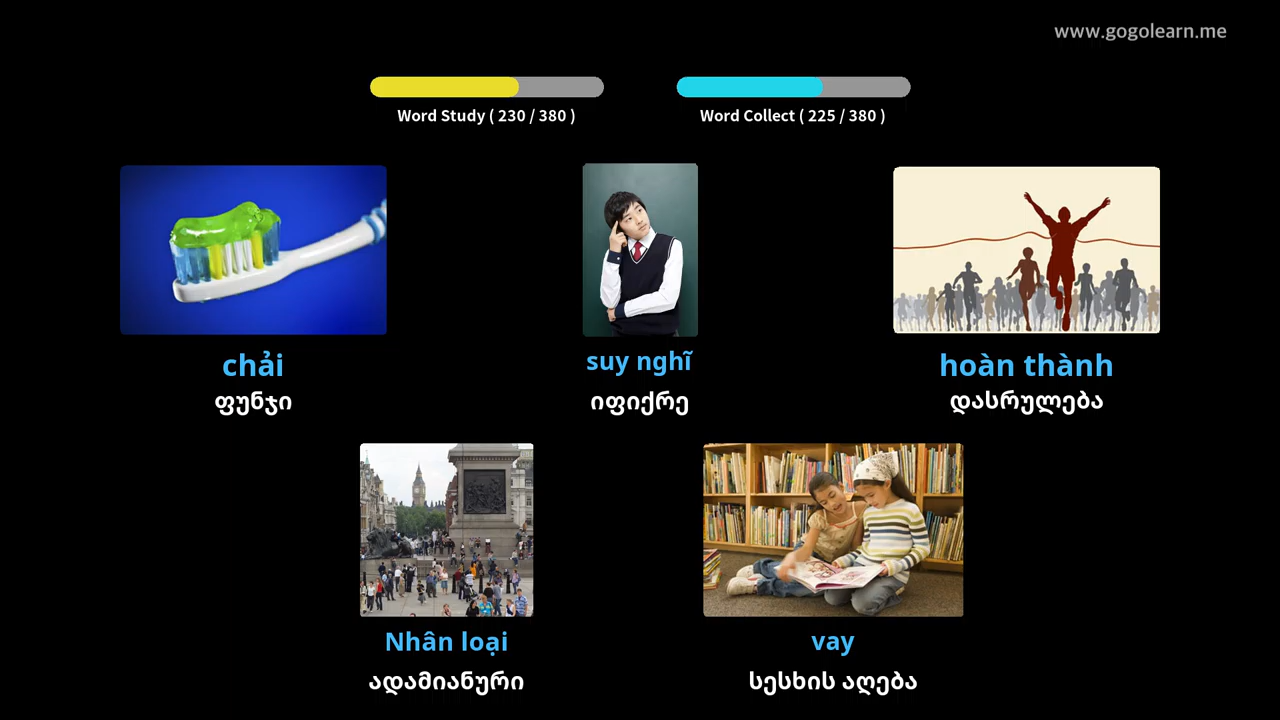 www.gogolearn.me
Word Study ( 230 / 380 )
Word Collect ( 225 / 380 )
chải
suy nghĩ
hoàn thành
ფუნჯი
იფიქრე
დასრულება
Nhân loại
vay
ადამიანური
სესხის აღება